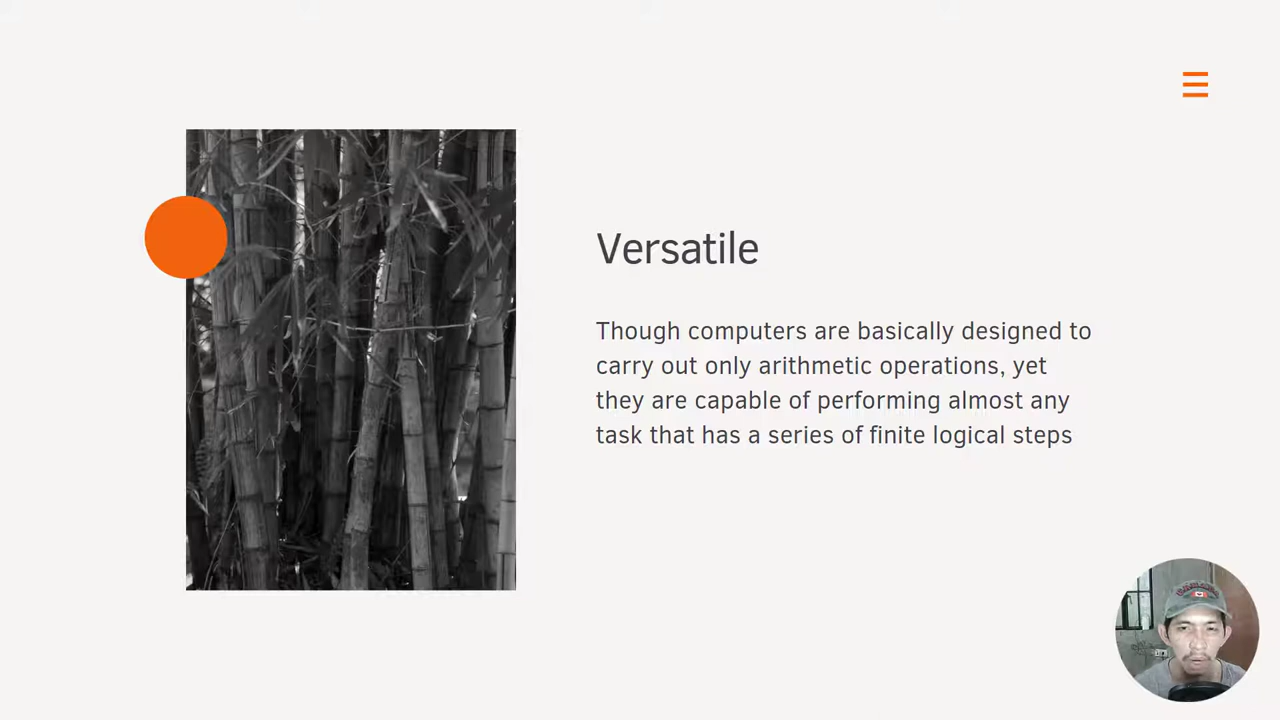 Versatile
Though computers are basically designed to
carry out only arithmetic operations, yet
they are capable of performing almost any
task that has a series of finite logical steps